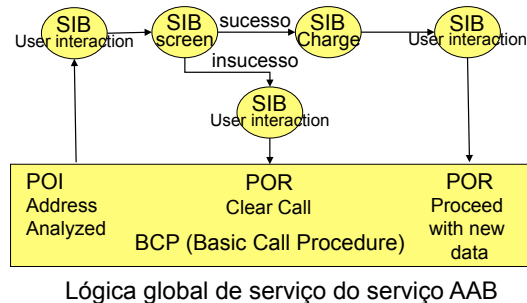 SIB
User interaction
SIB
screen
sucesso
SIB
Charge
SIB
User interaction
insucesso
SIB
User interaction
POI
Address
Analyzed
POR
Clear Call
POR
Proceed
with new
data
BCP (Basic Call Procedure)
Lógica global de serviço do serviço AAB